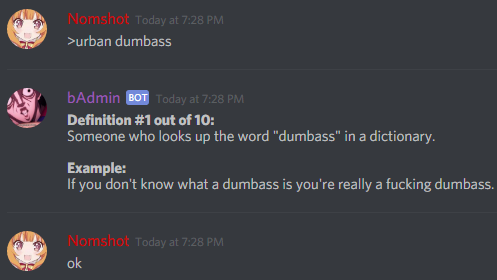 Nomshot Today at 7:28 PM
>urban dumbass
bAdmin BOT Today at 7:28 PM
Definition #1 out of 10:
Someone who looks up the word "dumbass" in a dictionary.
Example:
If you don't know what a dumbass is you're really a fucking dumbass.
Nomshot Today at 7:28 PM
ok